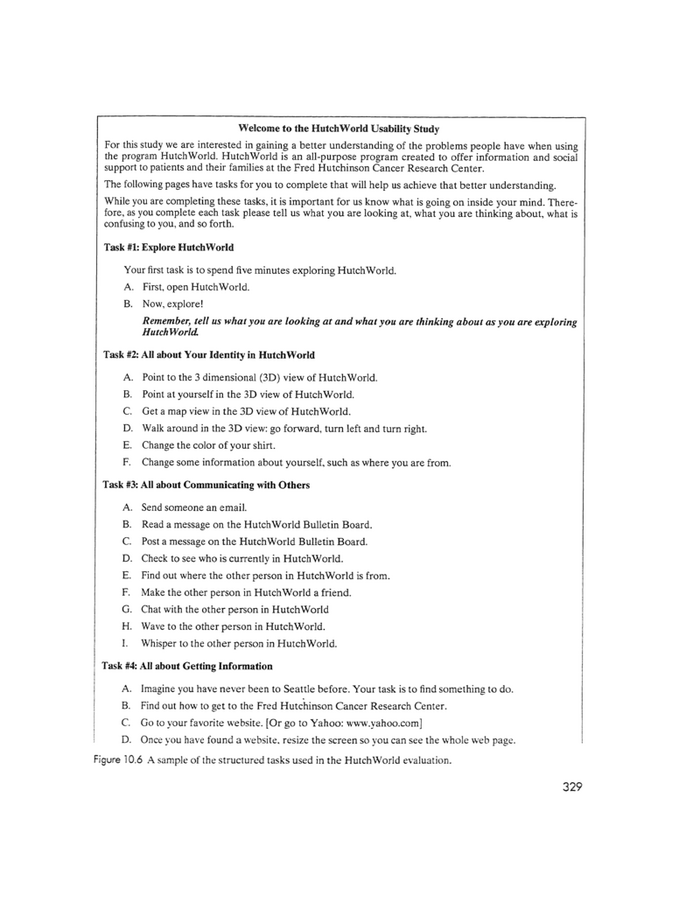 Welcome to the HutchWorld Usability Study
For this study we are interested in gaining a better understanding of the problems people have when using
the program HutchWorld. HutchWorld is an all-purpose program created to offer information and social
support to patients and their families at the Fred Hutchinson Cancer Research Center.
The following pages have tasks for you to complete that will help us achieve that better understanding.
While you are completing these tasks, it is important for us know what is going on inside your mind. There-
fore, as you complete each task please tell us what you are looking at, what you are thinking about, what is
confusing to you, and so forth.
Task #1: Explore HutchWorld
Your first task is to spend five minutes exploring HutchWorld.
A. First, open HutchWorld.
B. Now, explore!
Remember, tell us what you are looking at and what you are thinking about as you are exploring
HutchWorld.
Task #2: All about Your Identity in HutchWorld
A. Point to the 3 dimensional (3D) view of HutchWorld.
B. Point at yourself in the 3D view of HutchWorld.
C. Get a map view in the 3D view of HutchWorld.
D. Walk around in the 3D view: go forward, turn left and turn right.
E. Change the color of your shirt.
F. Change some information about yourself, such as where you are from.
Task #3: All about Communicating with Others
A. Send someone an email.
B. Read a message on the HutchWorld Bulletin Board.
C. Post a message on the HutchWorld Bulletin Board.
D. Check to see who is currently in HutchWorld.
E. Find out where the other person in HutchWorld is from.
F. Make the other person in HutchWorld a friend.
G. Chat with the other person in HutchWorld
H. Wave to the other person in HutchWorld.
I. Whisper to the other person in HutchWorld.
Task #4: All about Getting Information
A. Imagine you have never been to Seattle before. Your task is to find something to do.
B. Find out how to get to the Fred Hutchinson Cancer Research Center.
C. Go to your favorite website. [Or go to Yahoo: www.yahoo.com]
D. Once you have found a website, resize the screen so you can see the whole web page.
Figure 10.6 A sample of the structured tasks used in the HutchWorld evaluation.
329